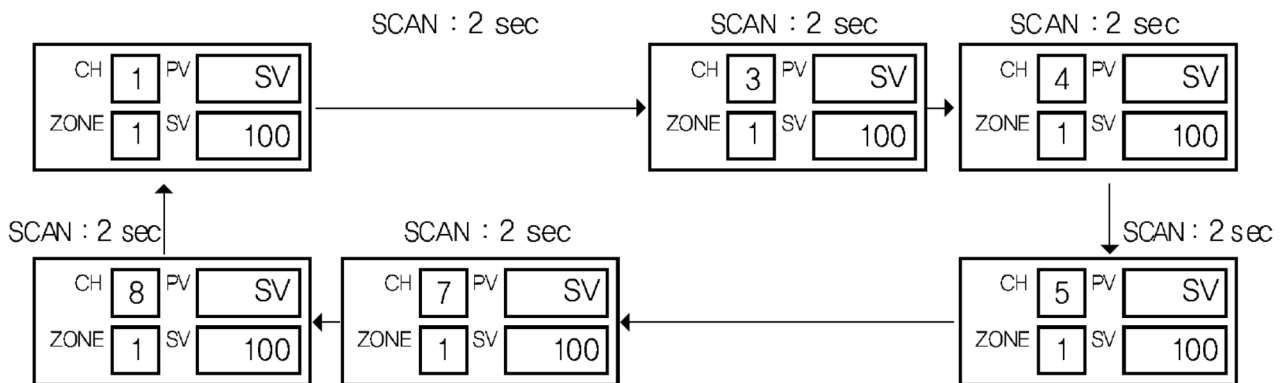 SCAN : 2 sec SCAN : 2 sec SCAN : 2 sec
CH 1 PV SV CH 3 PV SV CH 4 PV SV
ZONE 1 SV 100 ZONE 1 SV 100 ZONE 1 SV 100
SCAN : 2 sec SCAN : 2 sec SCAN : 2 sec
CH 8 PV SV CH 7 PV SV CH 5 PV SV
ZONE 1 SV 100 ZONE 1 SV 100 ZONE 1 SV 100